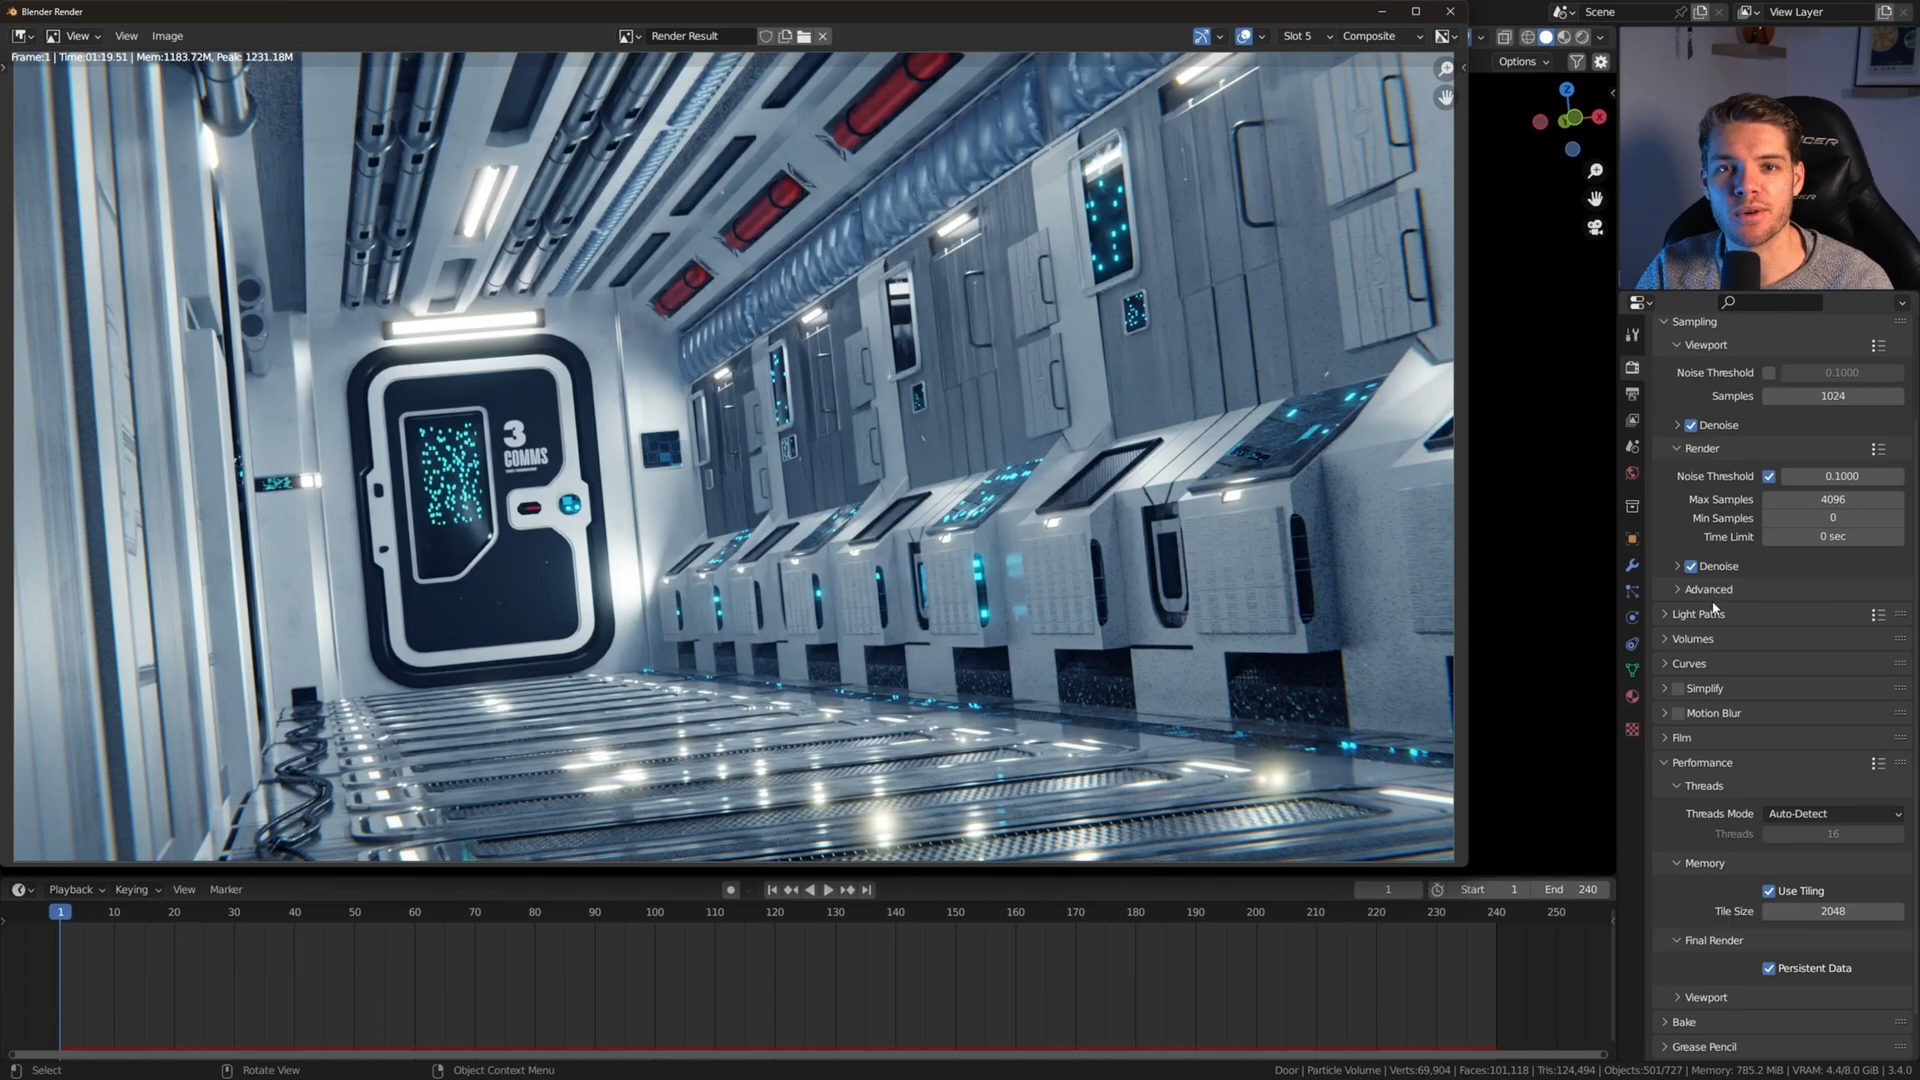 Blender Render
Scene
View Layer
View
View
Image
Render Result
Slot 5
Composite
Options
Frame:1 | Time:01:19.51 | Mem:1183.72M, Peak: 1231.18M
3
COMMS
Sampling
Viewport
Noise Threshold 0.1000
Samples 1024
Denoise
Render
Noise Threshold 0.1000
Max Samples 4096
Min Samples 0
Time Limit 0 sec
Denoise
Advanced
Light Paths
Volumes
Curves
Simplify
Motion Blur
Film
Performance
Threads
Threads Mode Auto-Detect
Threads 16
Memory
Use Tiling
Tile Size 2048
Final Render
Persistent Data
Viewport
Bake
Grease Pencil
Playback Keying View Marker
1 Start 1 End 240
1 10 20 30 40 50 60 70 80 90 100 110 120 130 140 150 160 170 180 190 200 210 220 230 240 250
Select Rotate View Object Context Menu
Door | Particle Volume | Verts:69,904 | Faces:101,118 | Tris:124,494 | Objects:501/727 | Memory: 785.2 MiB | VRAM: 4.4/8.0 GiB | 3.4.0